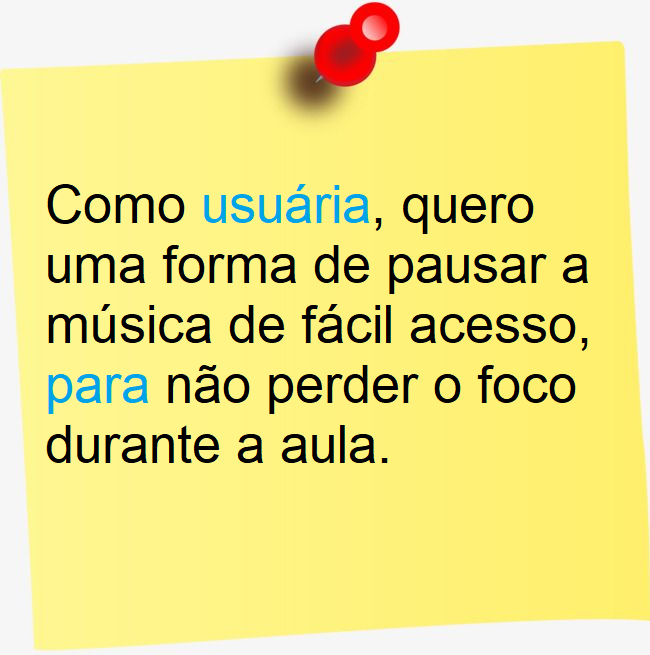 Como usuária, quero
uma forma de pausar a
música de fácil acesso,
para não perder o foco
durante a aula.